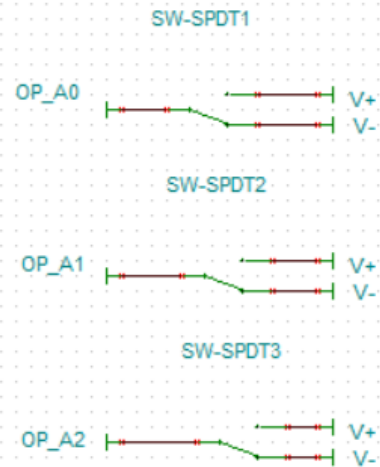 SW-SPDT1
OP_A0
V+
V-
SW-SPDT2
OP_A1
V+
V-
SW-SPDT3
OP_A2
V+
V-